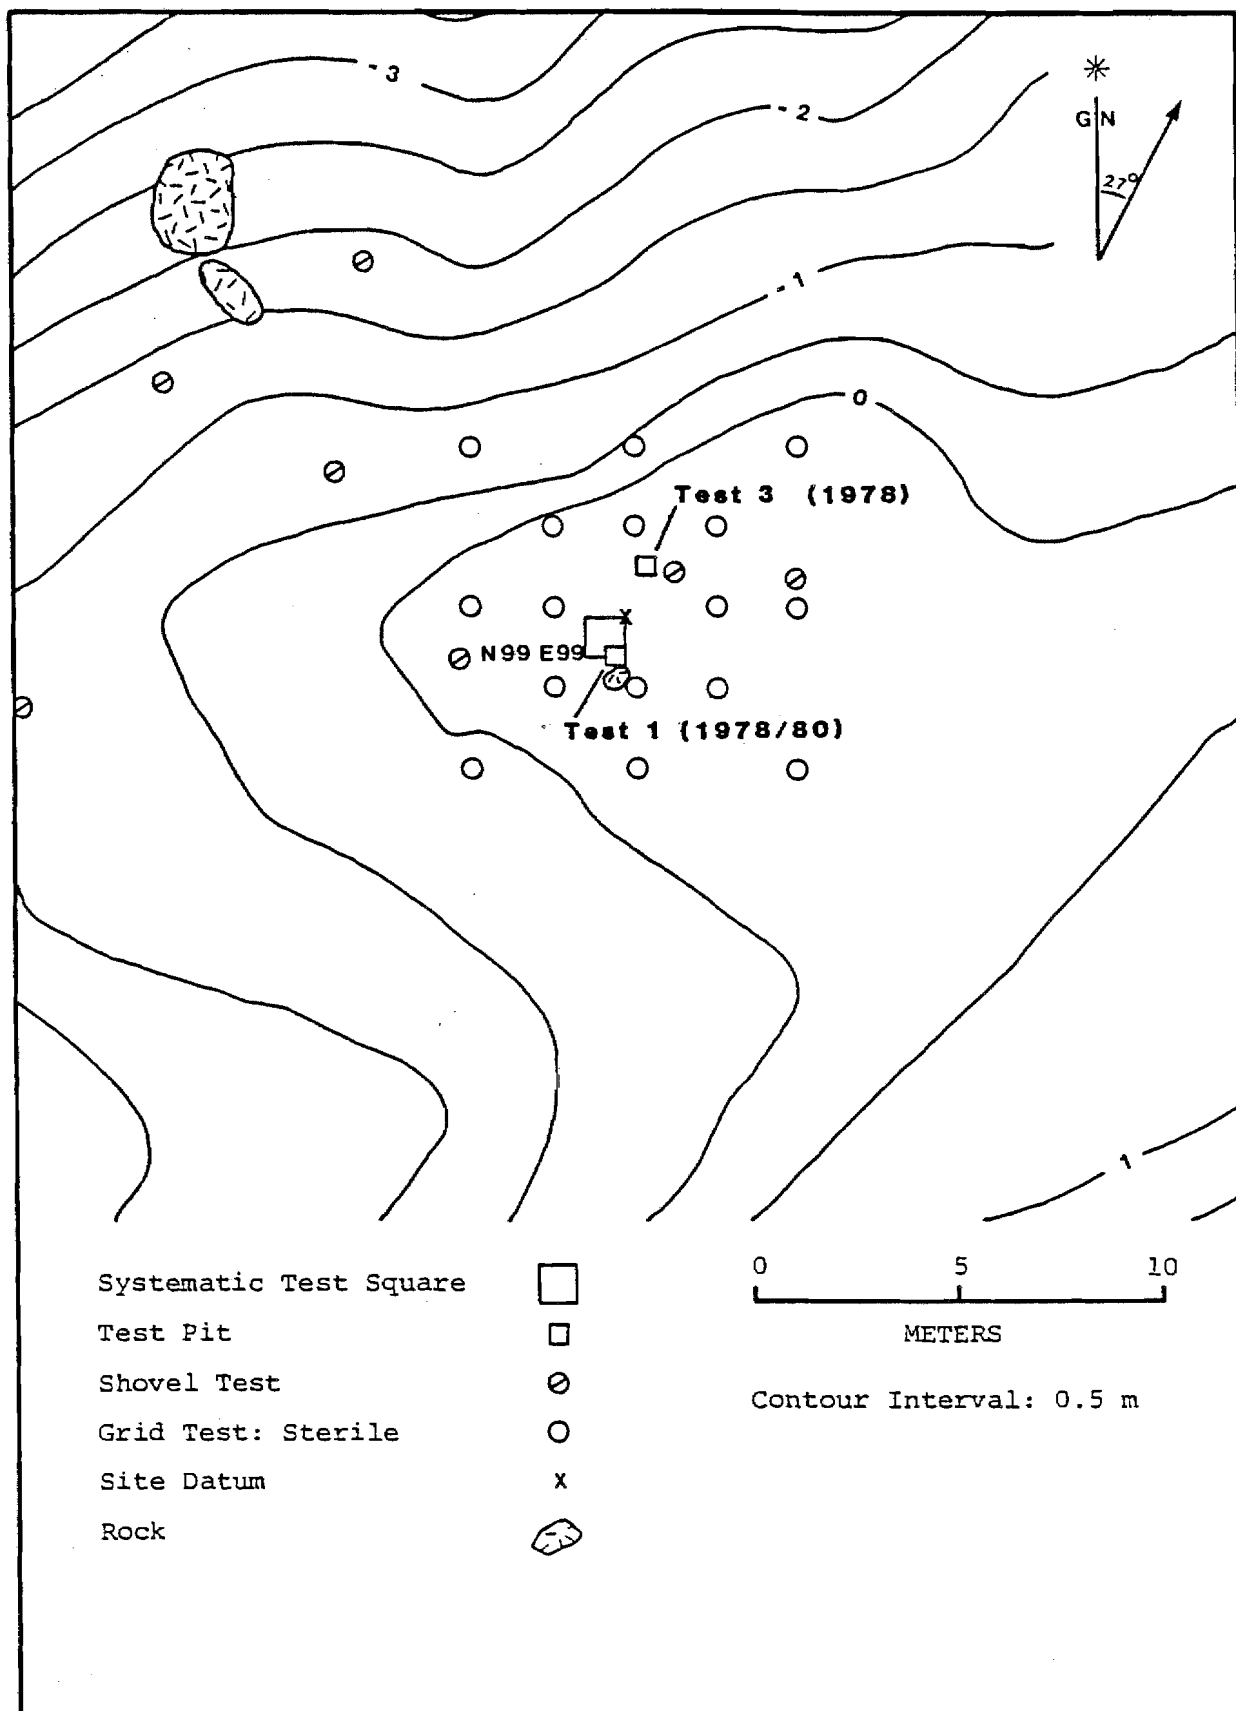 - 3
- 2
*
G N
27°
- 1
0
Test 3 (1978)
N99 E99
x
Test 1 (1978/80)
1
Systematic Test Square
Test Pit
Shovel Test
Grid Test: Sterile
Site Datum x
Rock
0 5 10
METERS
Contour Interval: 0.5 m